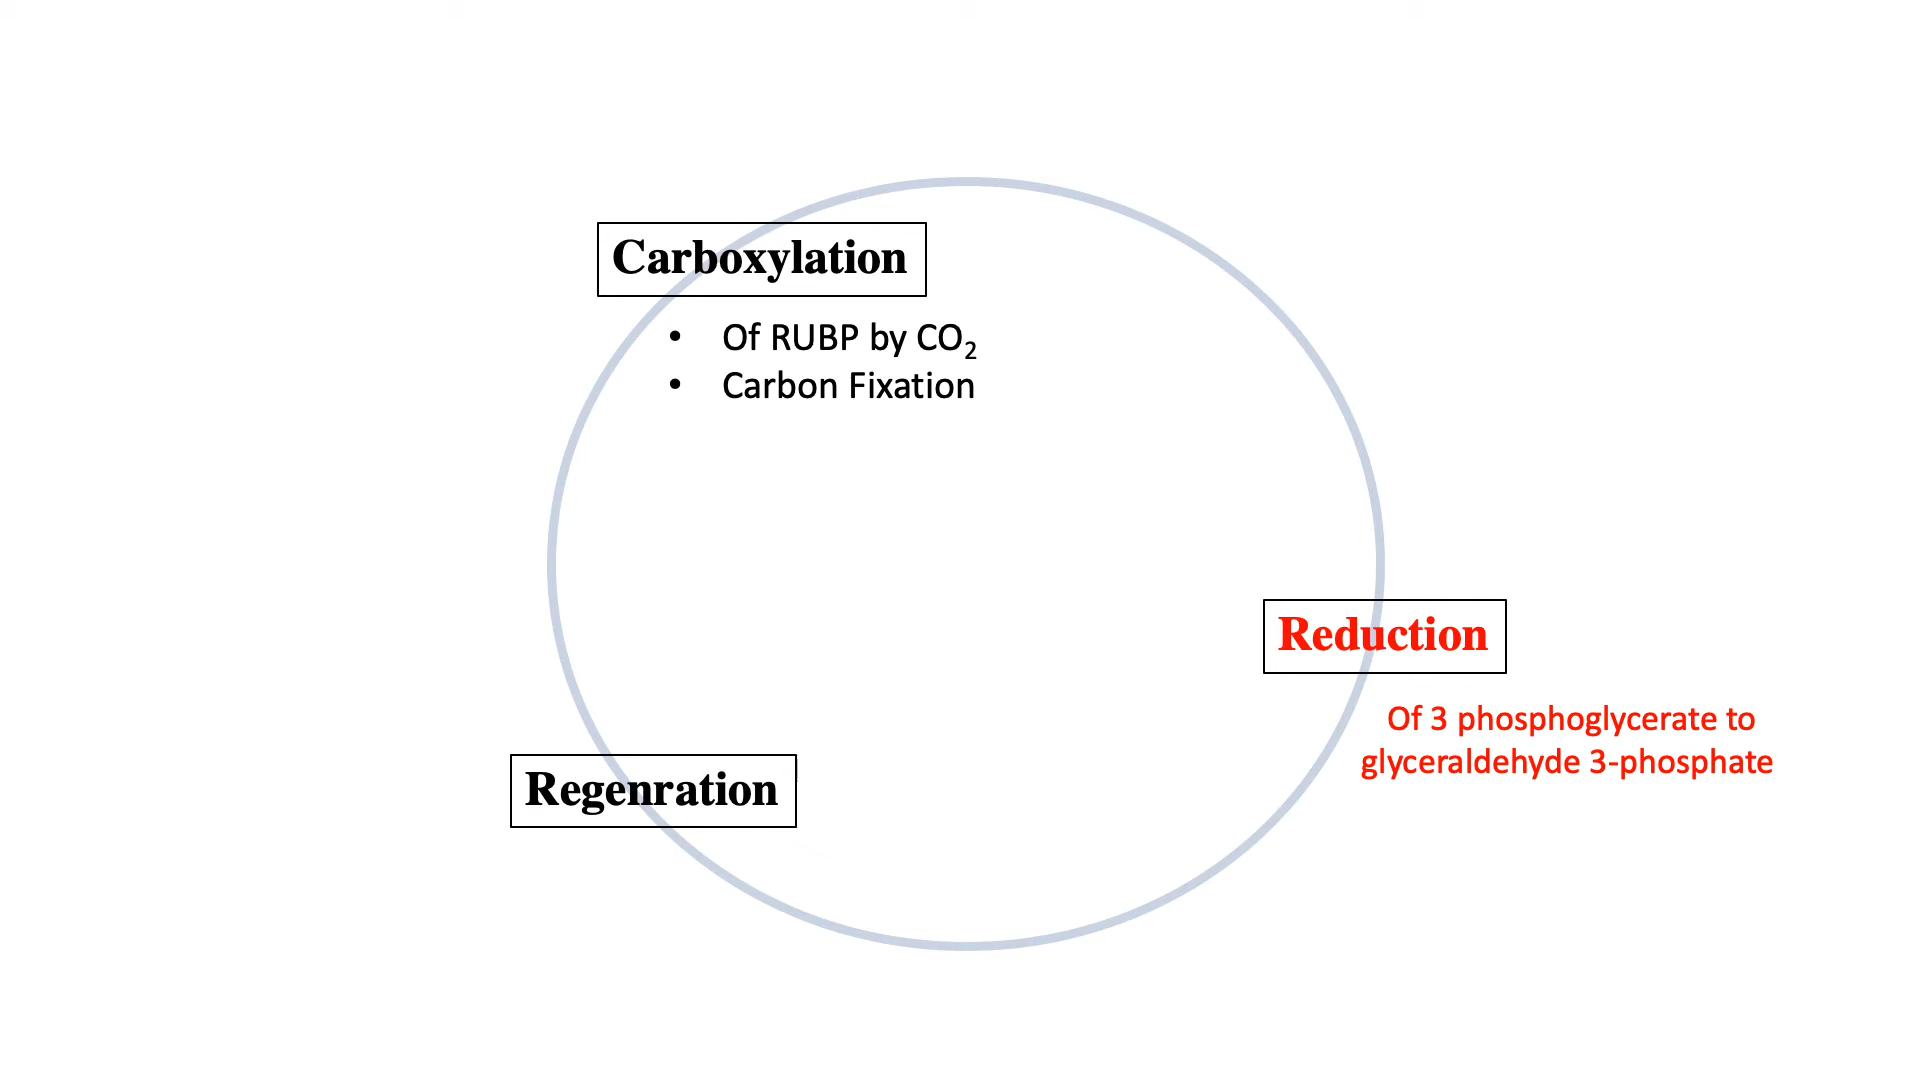 Carboxylation
• Of RUBP by CO₂
• Carbon Fixation
Reduction
Of 3 phosphoglycerate to
glyceraldehyde 3-phosphate
Regenration